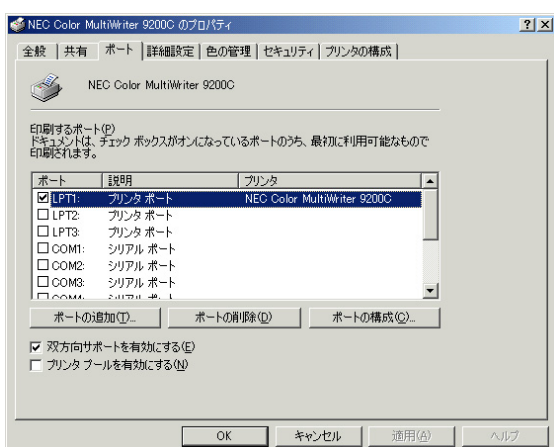 NEC Color MultiWriter 9200C のプロパティ
全般 共有 ポート 詳細設定 色の管理 セキュリティ プリンタの構成
NEC Color MultiWriter 9200C
印刷するポート(P)
ドキュメントは、チェック ボックスがオンになっているポートのうち、最初に利用可能なもので
印刷されます。
ポート 説明 プリンタ
LPT1: プリンタ ポート NEC Color MultiWriter 9200C
LPT2: プリンタ ポート
LPT3: プリンタ ポート
COM1: シリアル ポート
COM2: シリアル ポート
COM3: シリアル ポート
COM4: シリアル ポート
ポートの追加(T)... ポートの削除(D) ポートの構成(C)...
双方向サポートを有効にする(E)
プリンタ プールを有効にする(N)
OK キャンセル 適用(A) ヘルプ